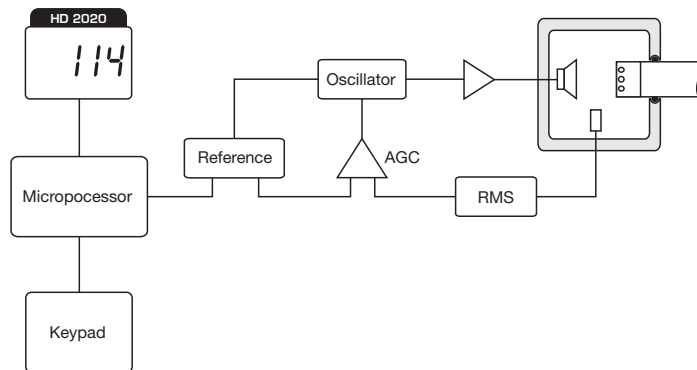 HD 2020
114
Oscillator
Reference
AGC
Micropocessor
RMS
Keypad